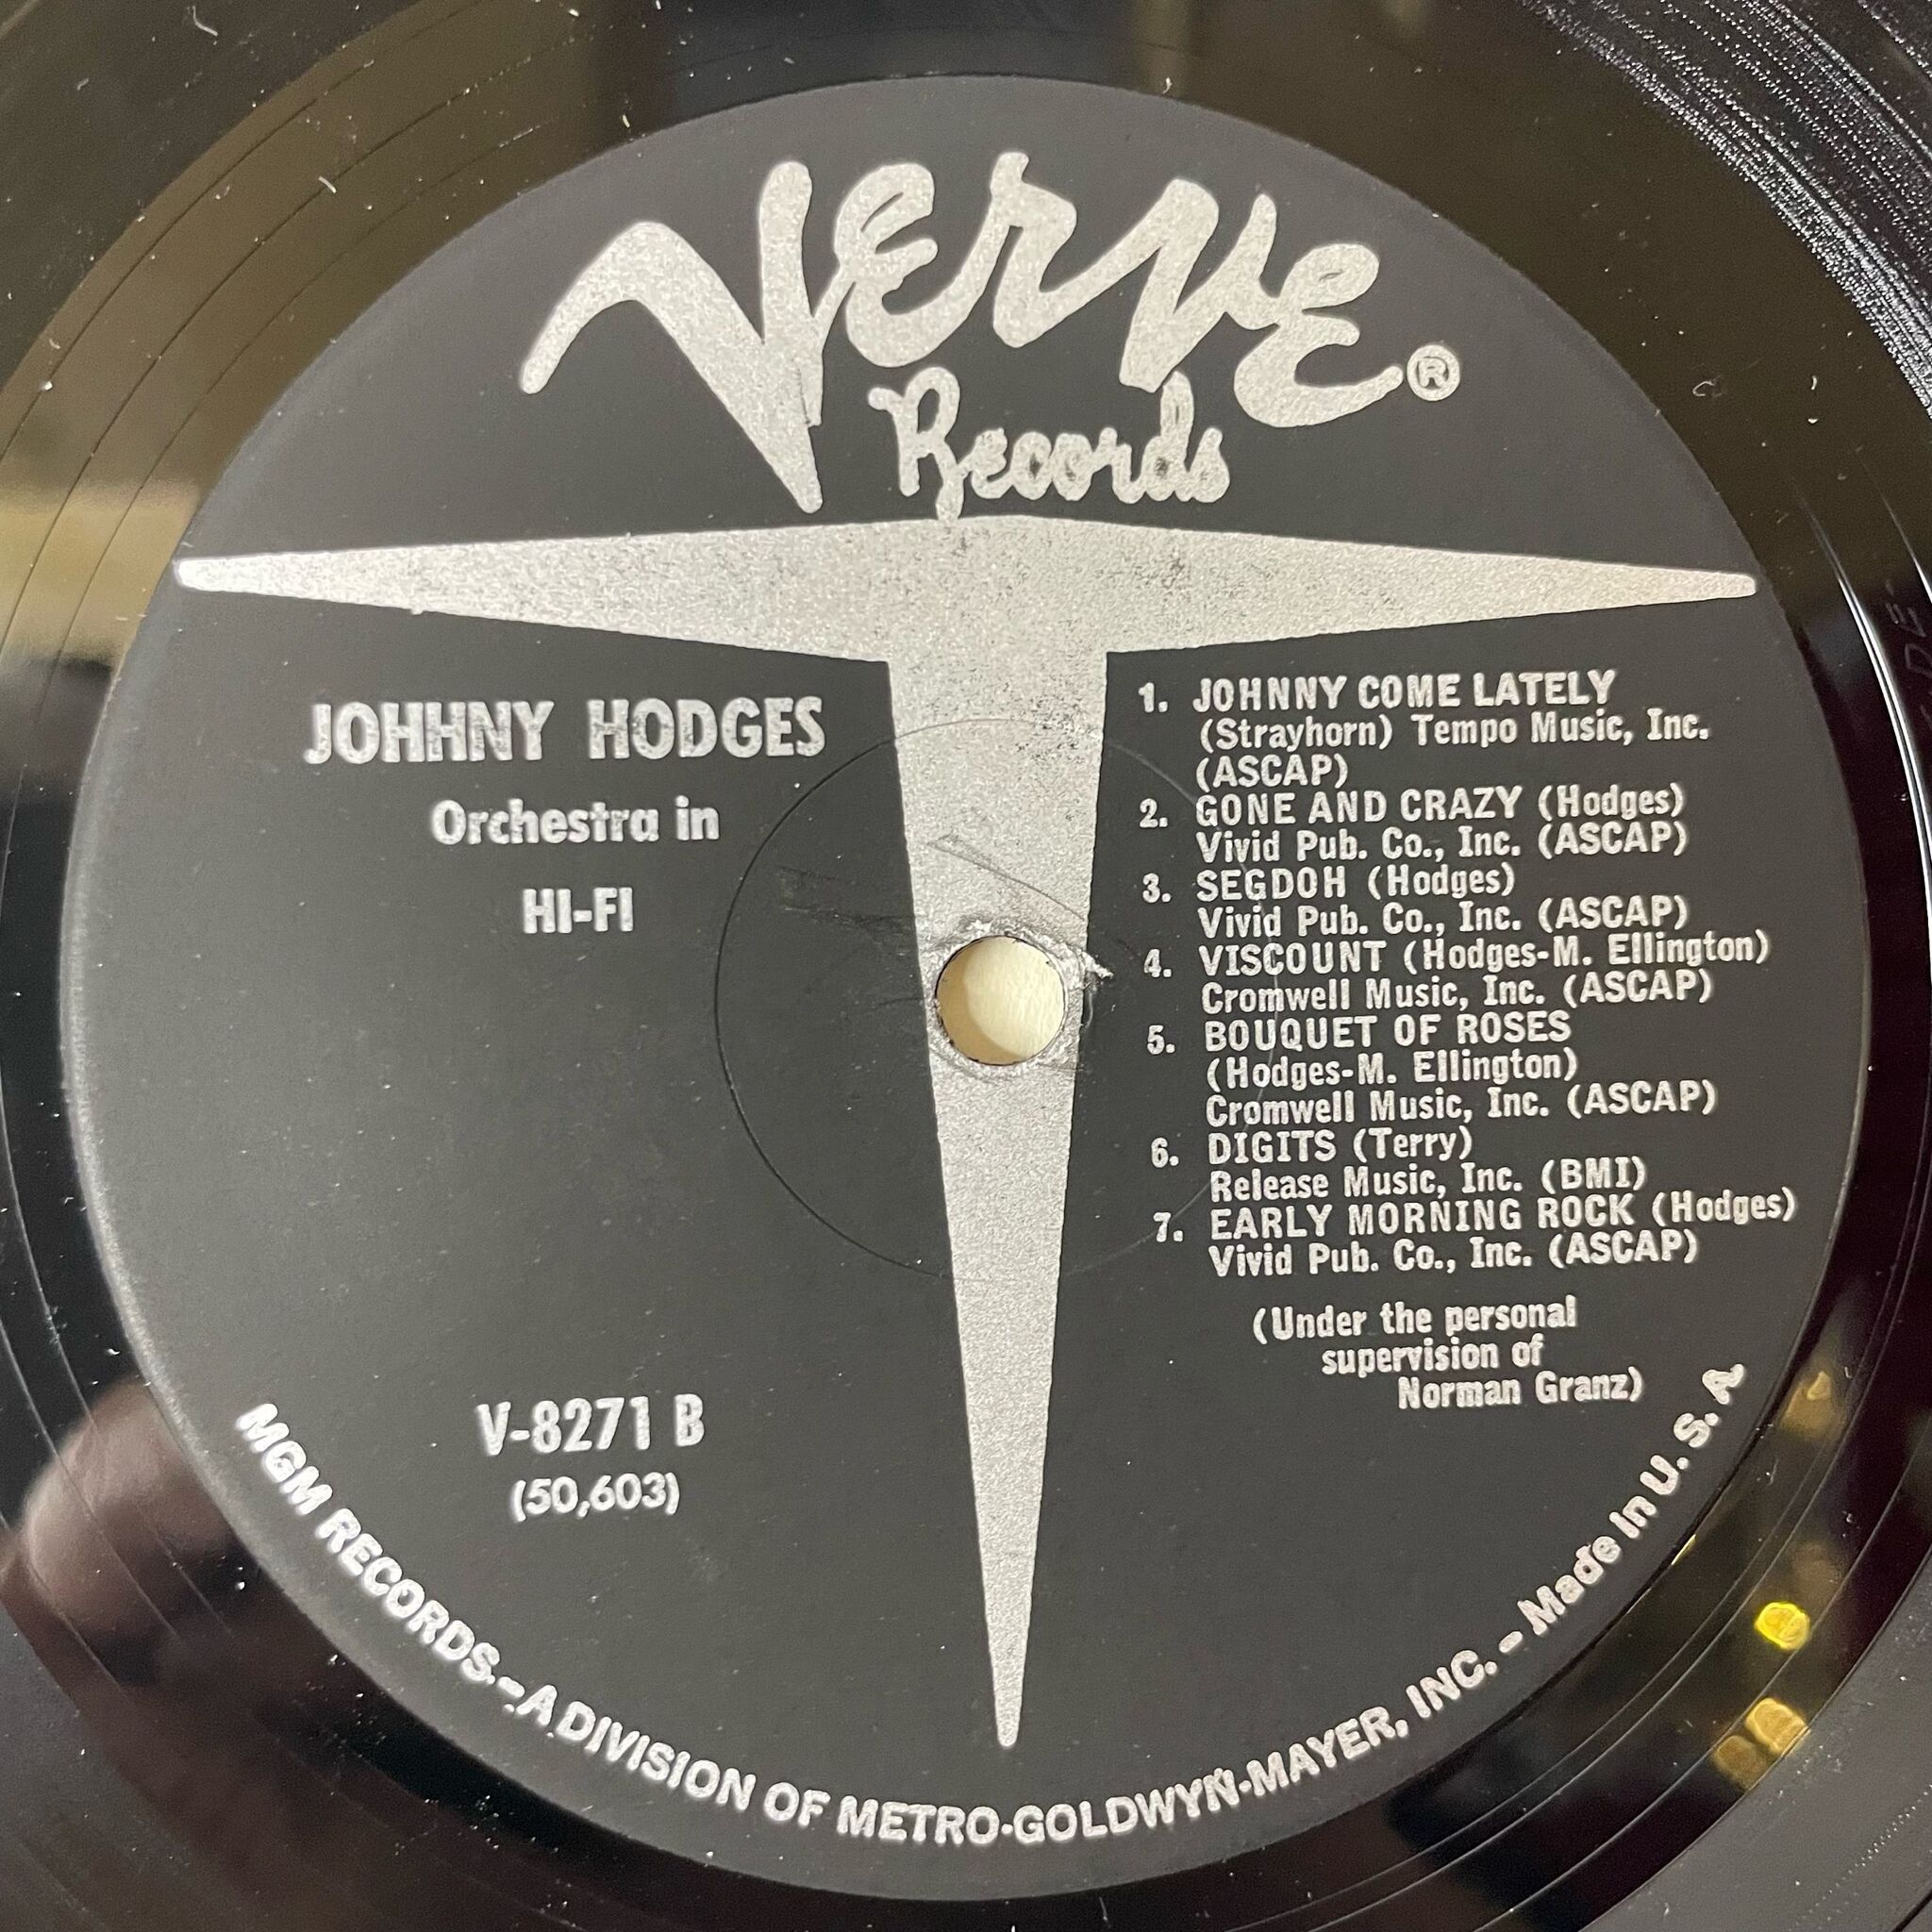 Verve®
Records
JOHHNY HODGES
Orchestra in
HI-FI
1. JOHNNY COME LATELY
(Strayhorn) Tempo Music, Inc.
(ASCAP)
2. GONE AND CRAZY (Hodges)
Vivid Pub. Co., Inc. (ASCAP)
3. SEGDOH (Hodges)
Vivid Pub. Co., Inc. (ASCAP)
4. VISCOUNT (Hodges-M. Ellington)
Cromwell Music, Inc. (ASCAP)
5. BOUQUET OF ROSES
(Hodges-M. Ellington)
Cromwell Music, Inc. (ASCAP)
6. DIGITS (Terry)
Release Music, Inc. (BMI)
7. EARLY MORNING ROCK (Hodges)
Vivid Pub. Co., Inc. (ASCAP)
(Under the personal
supervision of
Norman Granz)
V-8271 B
(50,603)
MGM RECORDS-A DIVISION OF METRO-GOLDWYN-MAYER, INC. - Made In U. S. A